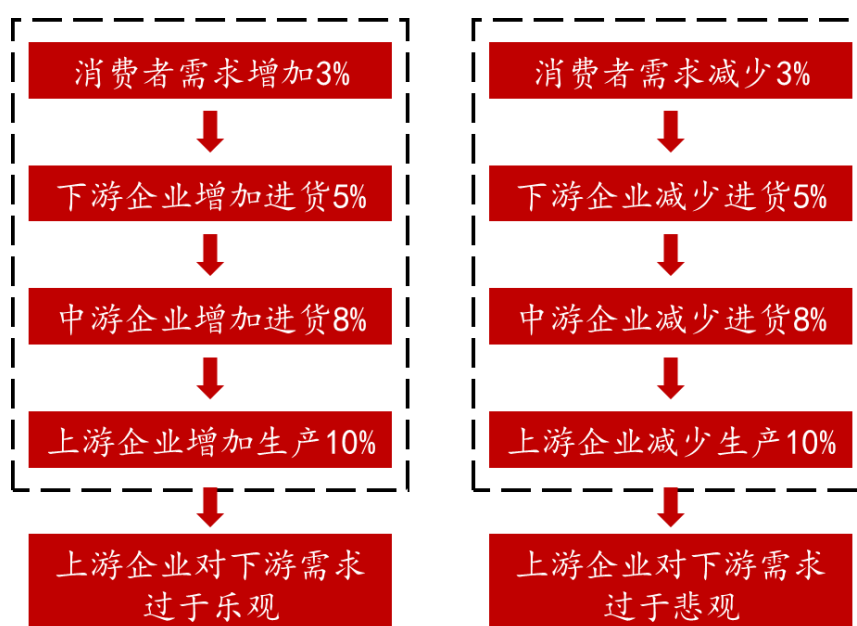 消费者需求增加3%
下游企业增加进货5%
中游企业增加进货8%
上游企业增加生产10%
上游企业对下游需求
过于乐观
消费者需求减少3%
下游企业减少进货5%
中游企业减少进货8%
上游企业减少生产10%
上游企业对下游需求
过于悲观